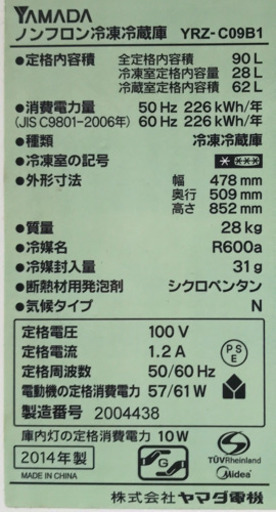 YAMADA
ノンフロン冷凍冷蔵庫 YRZ-C09B1
●定格内容積 全定格内容積 90L
冷凍室定格内容積 28L
冷蔵室定格内容積 62L
●消費電力量 50Hz 226kWh/年
(JIS C9801-2006年) 60Hz 226kWh/年
●種類 冷凍冷蔵庫
●冷凍室の記号 * ***
●外形寸法 幅 478mm
奥行 509mm
高さ 852mm
●質量 28kg
●冷媒名 R600a
●冷媒封入量 31g
●断熱材用発泡剤 シクロペンタン
●気候タイプ N
定格電圧 100V
定格電流 1.2A
定格周波数 50/60Hz
電動機の定格消費電力 57/61W
製造番号 2004438
PS
E
庫内灯の定格消費電力 10W
2014年製
MADE IN CHINA
G
TÜVRheinland
Midea
株式会社 ヤマダ電機